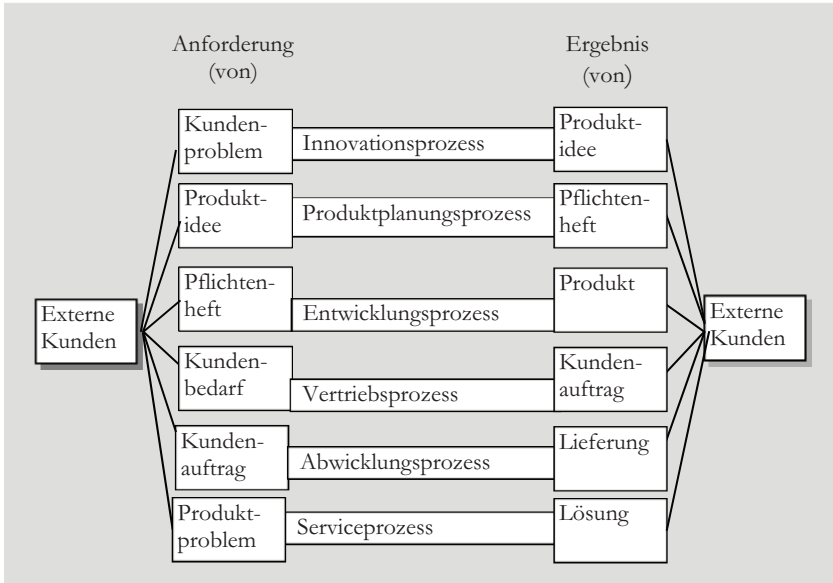 Anforderung
(von)
Ergebnis
(von)
Kunden-
problem
Innovationsprozess
Produkt-
idee
Produkt-
idee
Produktplanungsprozess
Pflichten-
heft
Externe
Kunden
Pflichten-
heft
Entwicklungsprozess
Produkt
Externe
Kunden
Kunden-
bedarf
Vertriebsprozess
Kunden-
auftrag
Kunden-
auftrag
Abwicklungsprozess
Lieferung
Produkt-
problem
Serviceprozess
Lösung